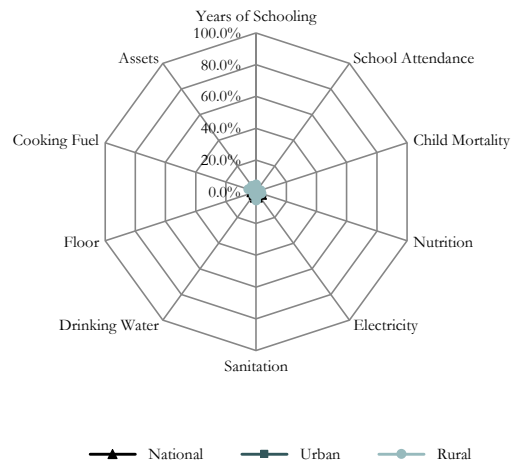 Years of Schooling
100.0%
Assets
School Attendance
80.0%
60.0%
40.0%
Cooking Fuel
Child Mortality
20.0%
0.0%
Floor
Nutrition
Drinking Water
Electricity
Sanitation
National Urban Rural